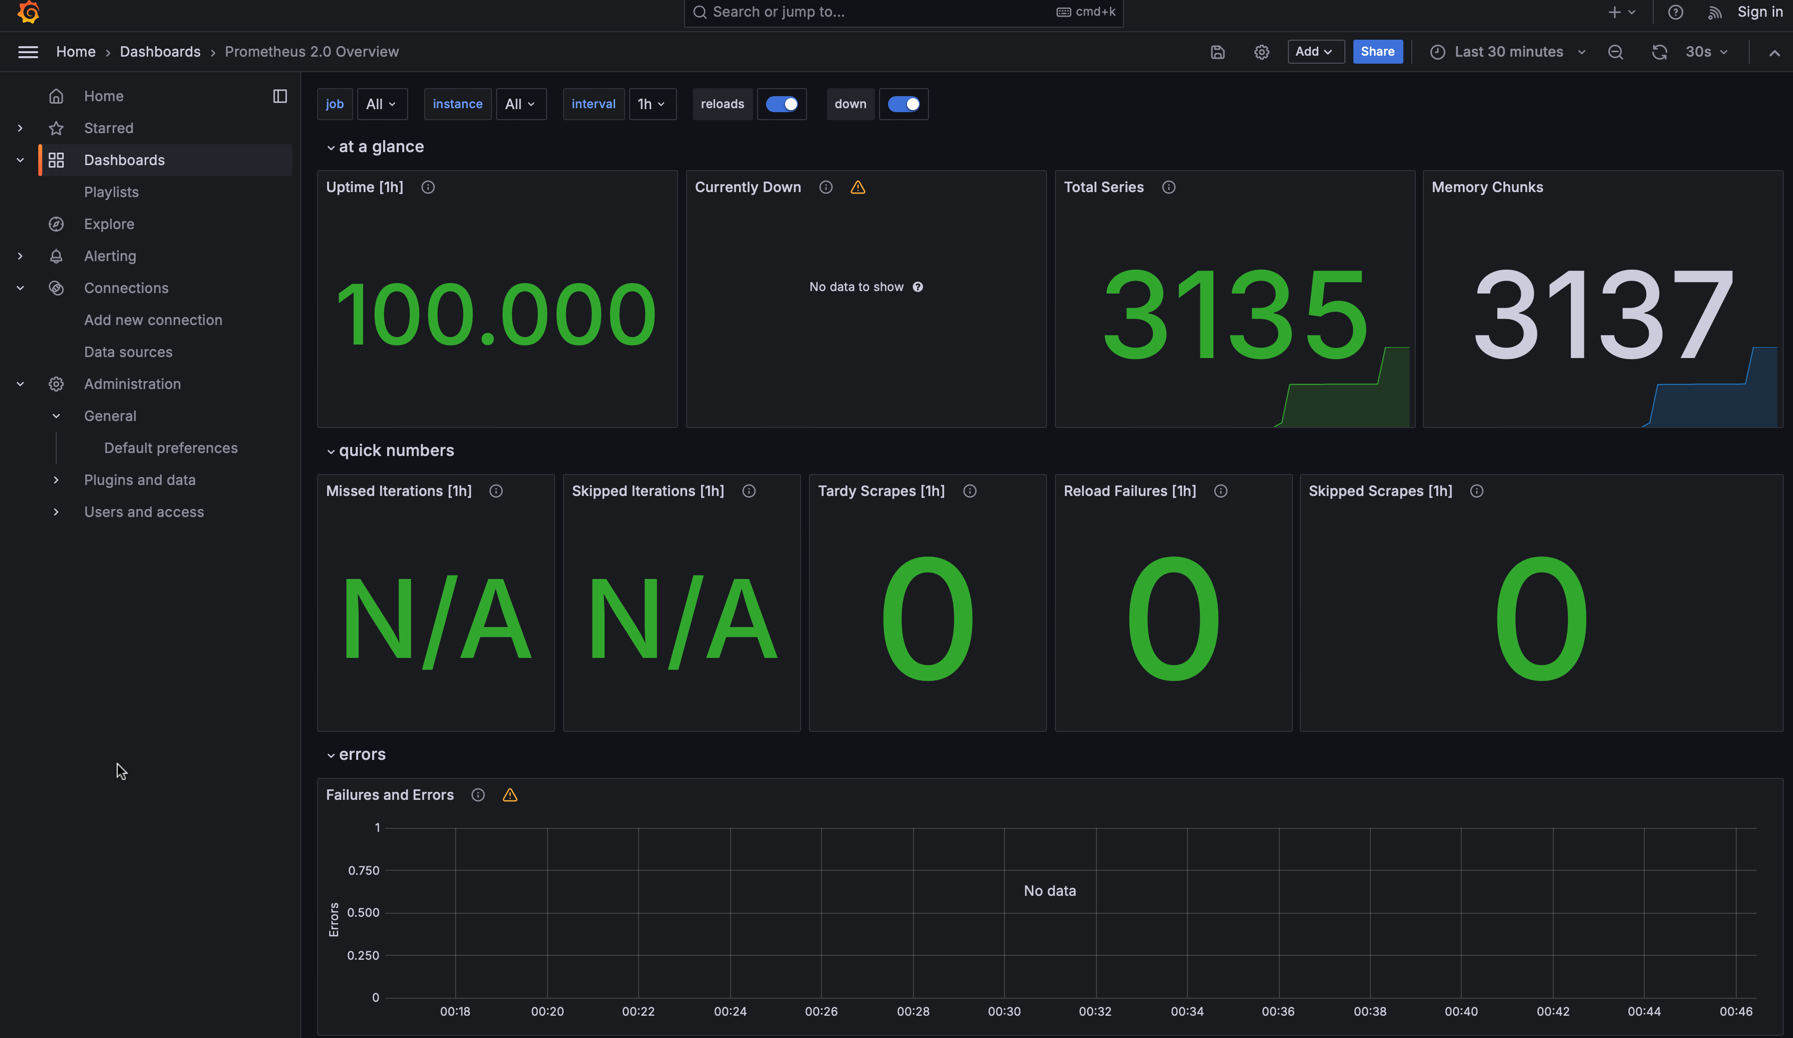 Search or jump to...
cmd+k
Sign in
Home
Dashboards
Prometheus 2.0 Overview
Add
Share
Last 30 minutes
30s
Home
Starred
Dashboards
Playlists
Explore
Alerting
Connections
Add new connection
Data sources
Administration
General
Default preferences
Plugins and data
Users and access
job
All
instance
All
interval
1h
reloads
down
at a glance
Uptime [1h]
100.000
Currently Down
No data to show
Total Series
3135
Memory Chunks
3137
quick numbers
Missed Iterations [1h]
N/A
Skipped Iterations [1h]
N/A
Tardy Scrapes [1h]
0
Reload Failures [1h]
0
Skipped Scrapes [1h]
0
errors
Failures and Errors
1
0.750
0.500
0.250
0
Errors
No data
00:18
00:20
00:22
00:24
00:26
00:28
00:30
00:32
00:34
00:36
00:38
00:40
00:42
00:44
00:46